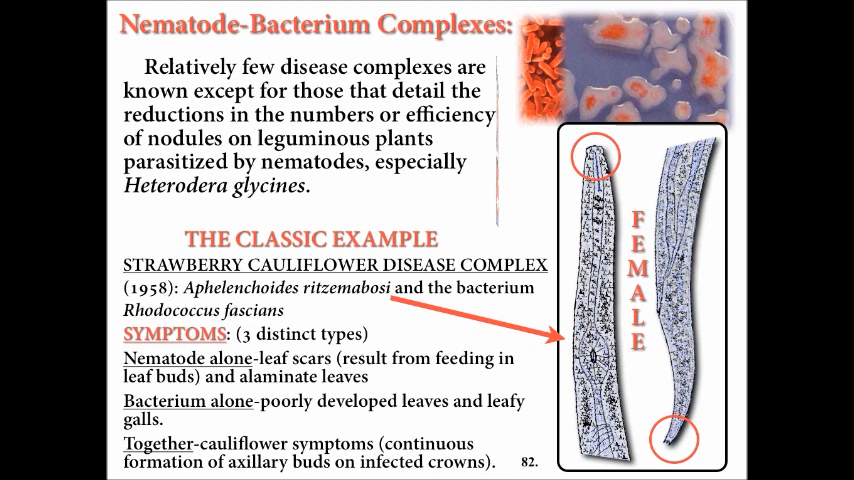 Nematode-Bacterium Complexes:
Relatively few disease complexes are
known except for those that detail the
reductions in the numbers or efficiency
of nodules on leguminous plants
parasitized by nematodes, especially
Heterodera glycines.
THE CLASSIC EXAMPLE
STRAWBERRY CAULIFLOWER DISEASE COMPLEX
(1958): Aphelenchoides ritzemabosi and the bacterium
Rhodococcus fascians
SYMPTOMS: (3 distinct types)
Nematode alone-leaf scars (result from feeding in
leaf buds) and alaminate leaves
Bacterium alone-poorly developed leaves and leafy
galls.
Together-cauliflower symptoms (continuous
formation of axillary buds on infected crowns).
82.
FEMALE